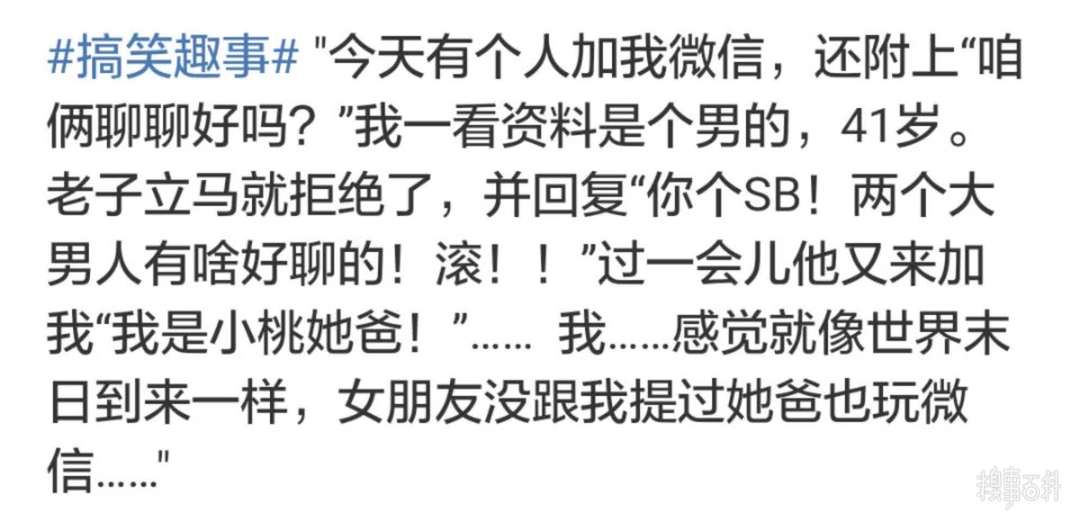 #搞笑趣事# "今天有个人加我微信，还附上“咱
俩聊聊好吗？”我一看资料是个男的，41岁。
老子立马就拒绝了，并回复“你个SB！两个大
男人有啥好聊的！滚！！”过一会儿他又来加
我“我是小桃她爸！”…… 我……感觉就像世界末
日到来一样，女朋友没跟我提过她爸也玩微
信……"
糗事百科